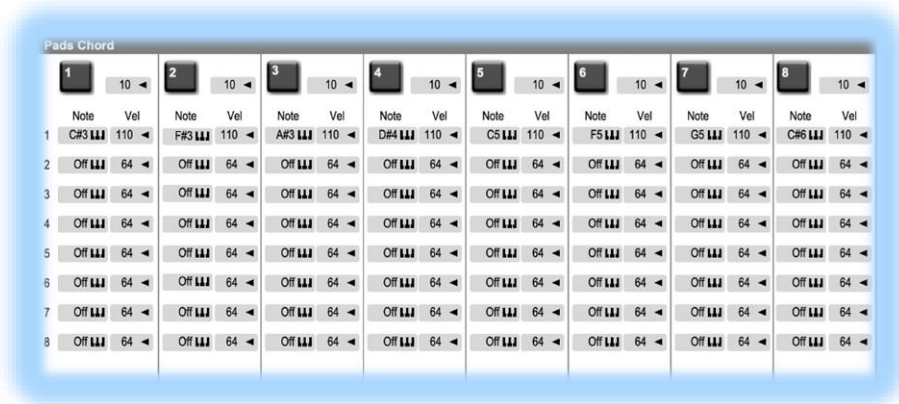 Pads Chord
1 10 2 10 3 10 4 10 5 10 6 10 7 10 8 10
Note Vel Note Vel Note Vel Note Vel Note Vel Note Vel Note Vel Note Vel
1 C#3 110 F#3 110 A#3 110 D#4 110 C5 110 F5 110 G5 110 C#6 110
2 Off 64 Off 64 Off 64 Off 64 Off 64 Off 64 Off 64 Off 64
3 Off 64 Off 64 Off 64 Off 64 Off 64 Off 64 Off 64 Off 64
4 Off 64 Off 64 Off 64 Off 64 Off 64 Off 64 Off 64 Off 64
5 Off 64 Off 64 Off 64 Off 64 Off 64 Off 64 Off 64 Off 64
6 Off 64 Off 64 Off 64 Off 64 Off 64 Off 64 Off 64 Off 64
7 Off 64 Off 64 Off 64 Off 64 Off 64 Off 64 Off 64 Off 64
8 Off 64 Off 64 Off 64 Off 64 Off 64 Off 64 Off 64 Off 64